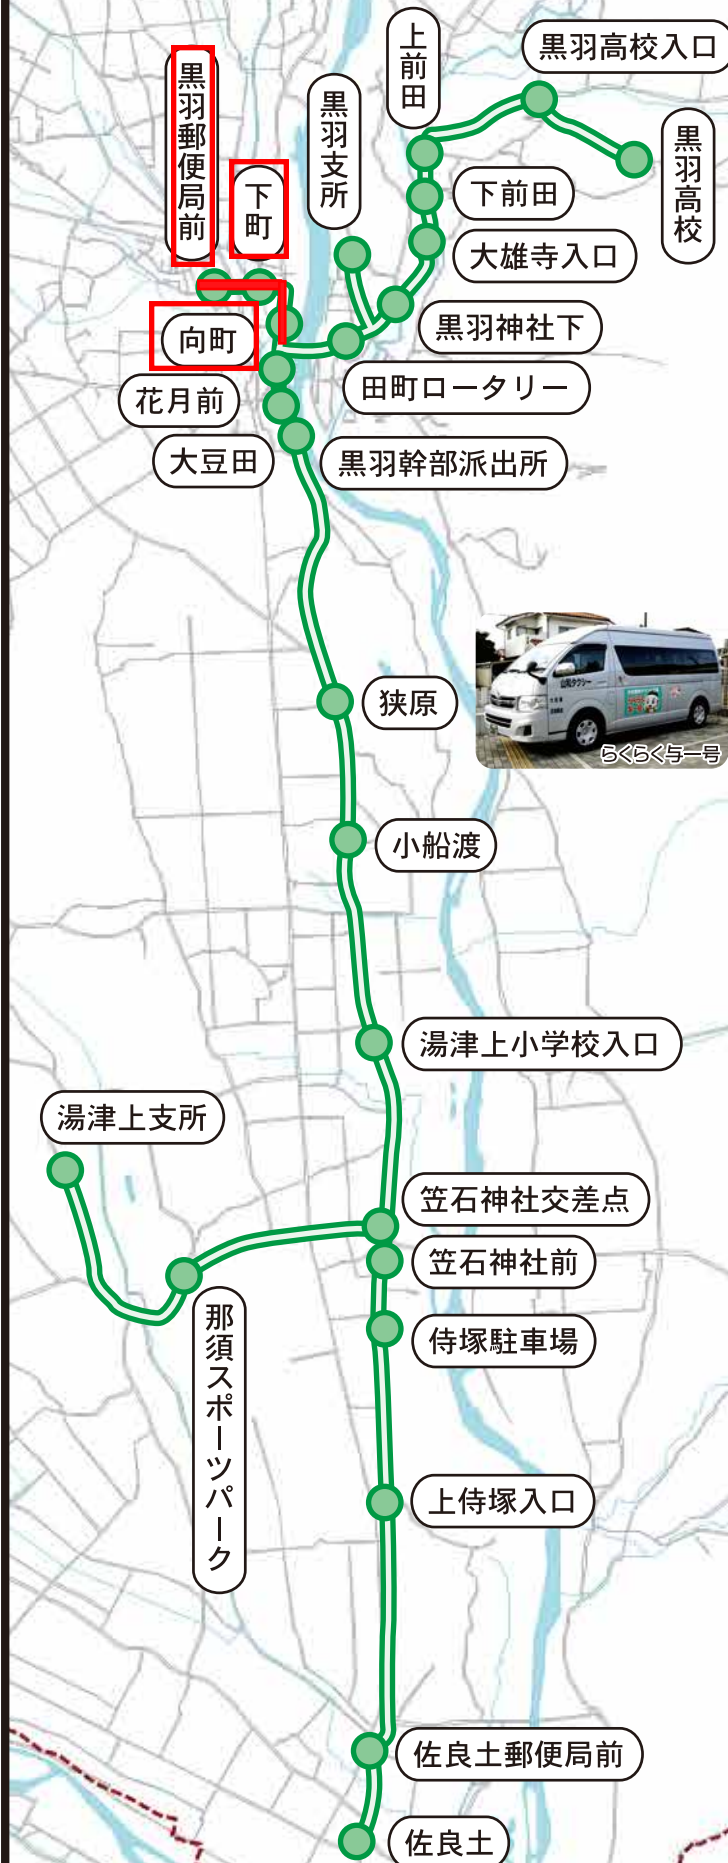 黒羽高校入口
上前田
黒羽郵便局前
黒羽支所
黒羽高校
下町
下前田
大雄寺入口
黒羽神社下
向町
田町ロータリー
花月前
大豆田
黒羽幹部派出所
狭原
山和タクシー
らくらく与一号
小船渡
湯津上小学校入口
湯津上支所
笠石神社交差点
笠石神社前
那須スポーツパーク
侍塚駐車場
上侍塚入口
佐良土郵便局前
佐良土